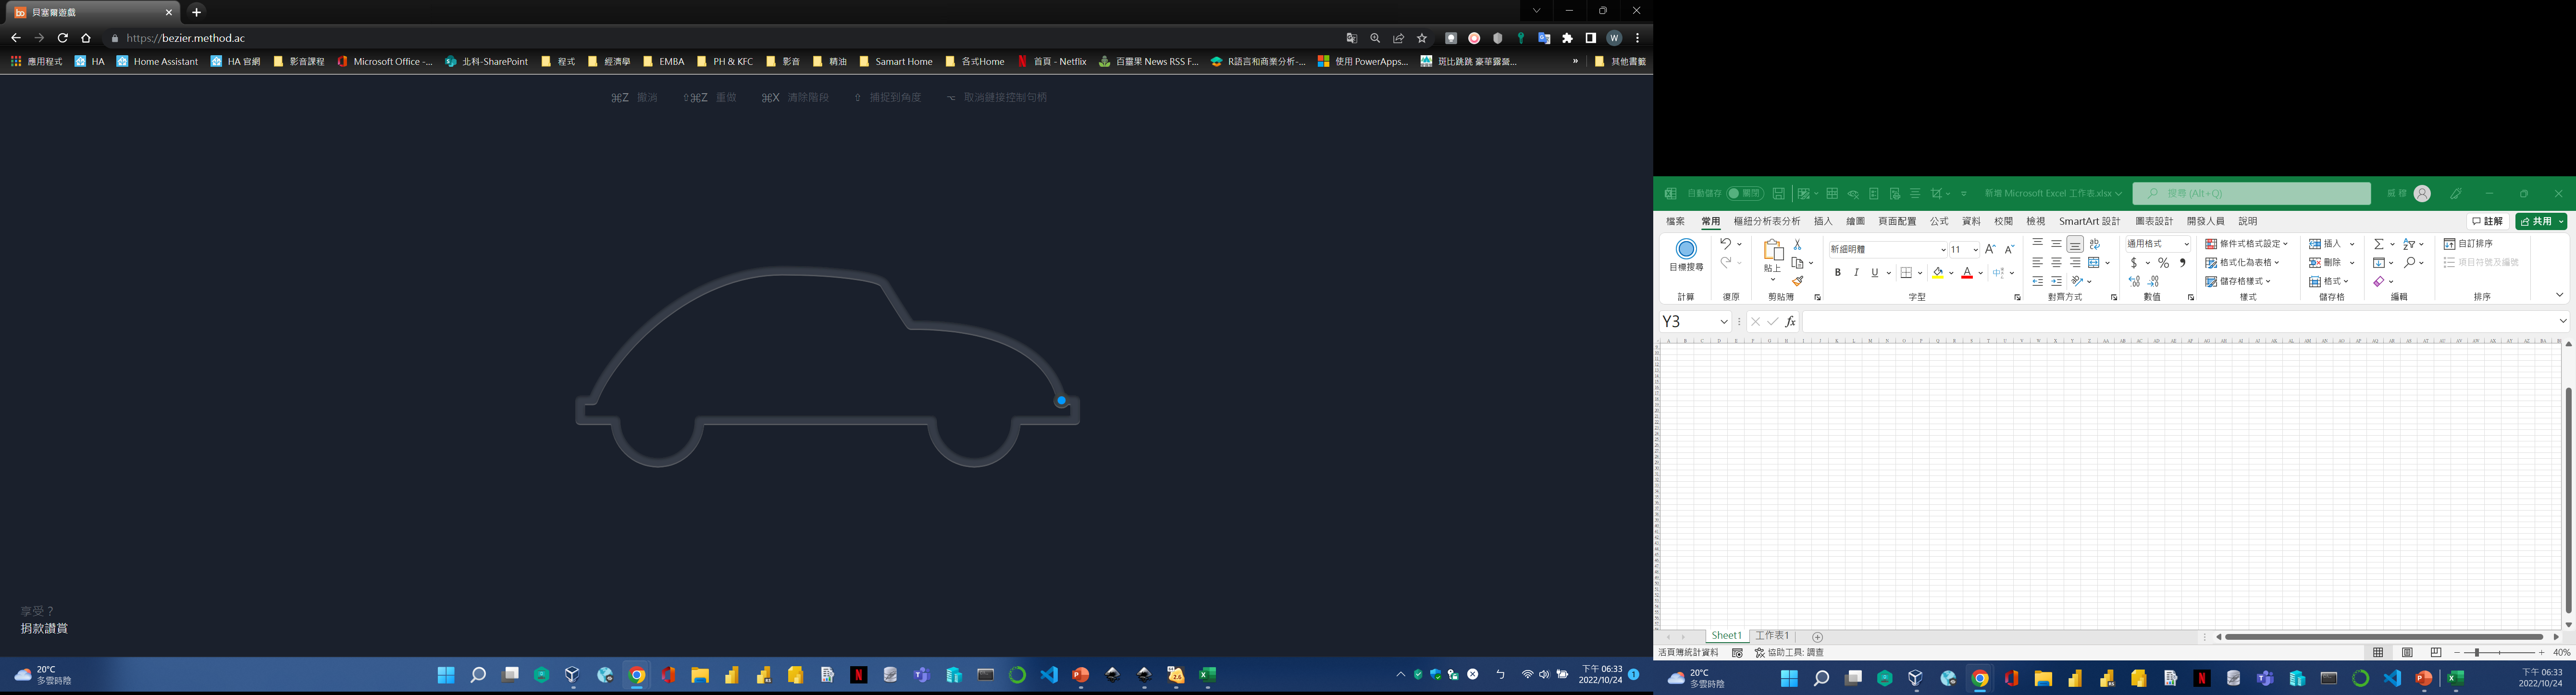 貝塞爾遊戲
https://bezier.method.ac
應用程式 HA Home Assistant HA 官網 影音課程 Microsoft Office -... 北科-SharePoint 程式 經濟學 EMBA PH & KFC 影音 精油 Samart Home 各式Home 首頁 - Netflix 百靈果 News RSS F... R語言和商業分析-... 使用 PowerApps... 斑比跳跳 豪華露營... » 其他書籤
⌘Z 撤消 ⇧⌘Z 重做 ⌘X 清除階段 ⇧ 捕捉到角度 ⌥ 取消鏈接控制句柄
享受？
捐款讚賞
20°C
多雲時陰
下午 06:33
2022/10/24
1
自動儲存 關閉 新增 Microsoft Excel 工作表.xlsx 搜尋 (Alt+Q)
檔案 常用 樞紐分析表分析 插入 繪圖 頁面配置 公式 資料 校閱 檢視 SmartArt 設計 圖表設計 開發人員 說明 註解 共用
目標搜尋 貼上 新細明體 11 通用格式 條件式格式設定 插入 自訂排序
格式化為表格 刪除 項目符號及編號
B I U $ % 儲存格樣式 格式
計算 復原 剪貼簿 字型 對齊方式 數值 樣式 儲存格 編輯 排序
Y3 fx
Sheet1 工作表1
活頁簿統計資料 協助工具: 調查 40%
20°C
多雲時陰
下午 06:33
2022/10/24